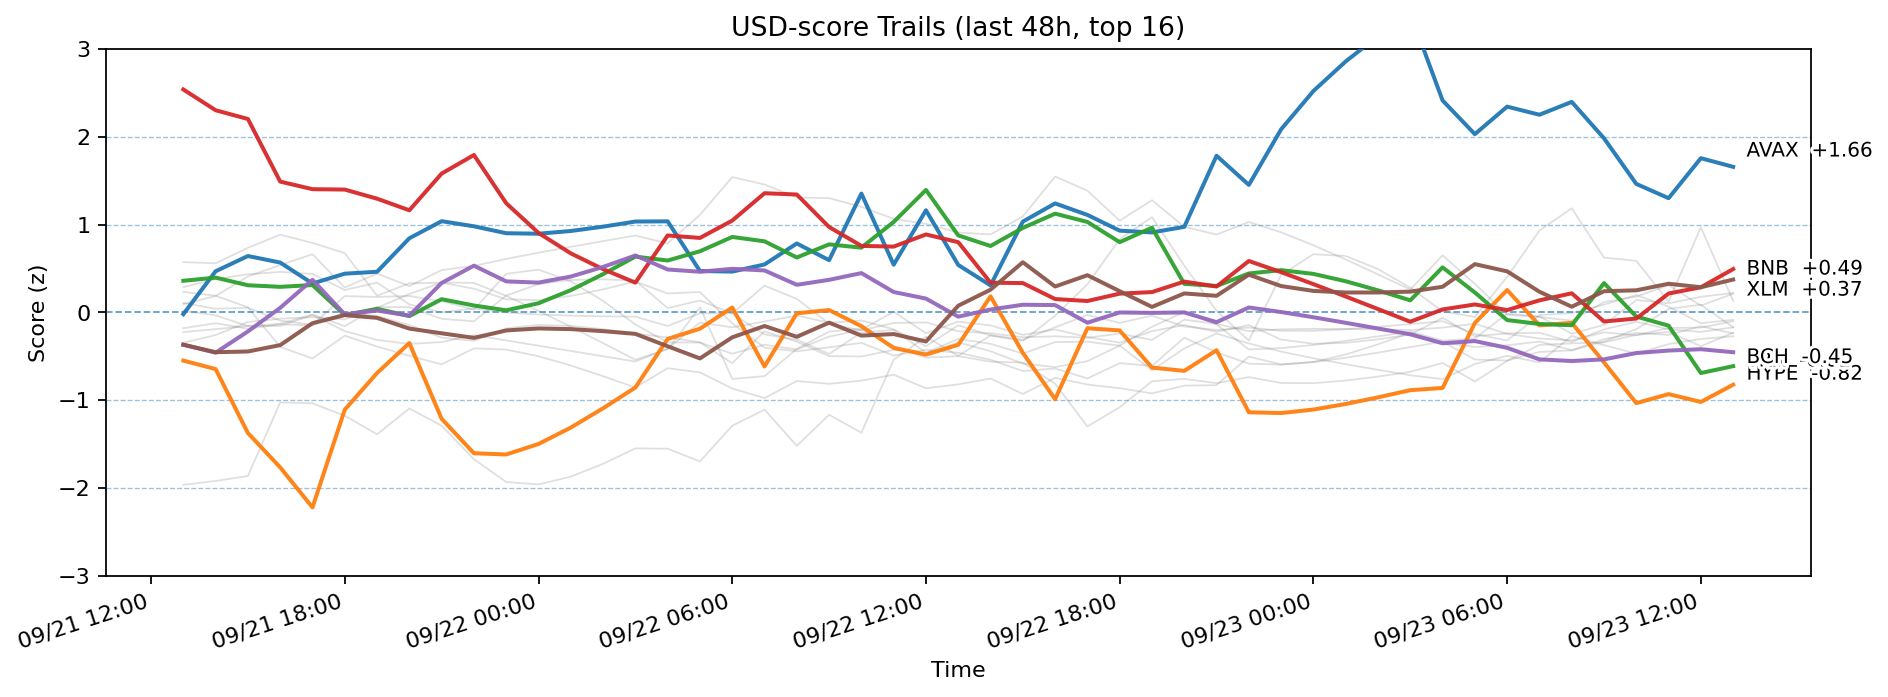 USD-score Trails (last 48h, top 16)
Score (z)
3
2
1
0
−1
−2
−3
AVAX +1.66
BNB +0.49
XLM +0.37
BCH -0.45
HYPE -0.82
09/21 12:00
09/21 18:00
09/22 00:00
09/22 06:00
09/22 12:00
09/22 18:00
09/23 00:00
09/23 06:00
09/23 12:00
Time